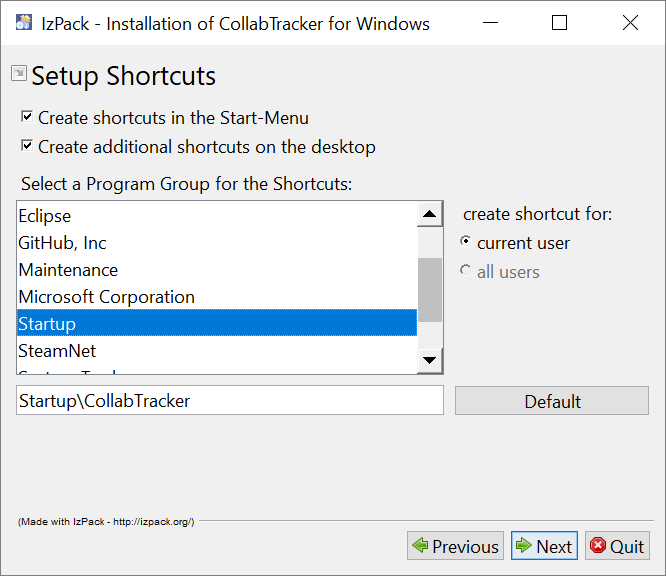 IzPack - Installation of CollabTracker for Windows
Setup Shortcuts
Create shortcuts in the Start-Menu
Create additional shortcuts on the desktop
Select a Program Group for the Shortcuts:
Eclipse
GitHub, Inc
Maintenance
Microsoft Corporation
Startup
SteamNet
create shortcut for:
current user
all users
Startup\CollabTracker
Default
(Made with IzPack - http://izpack.org/)
Previous
Next
Quit